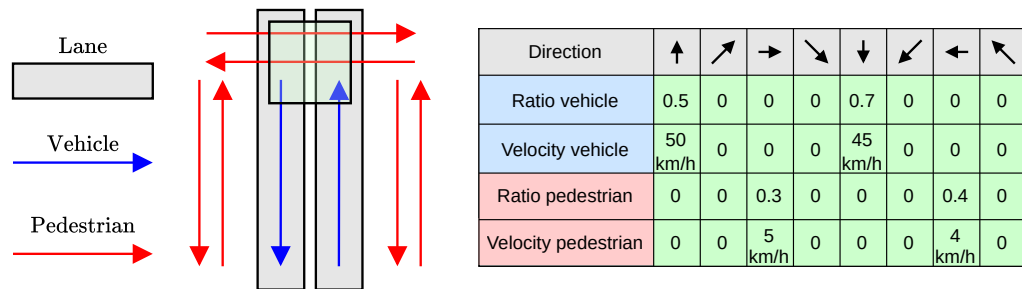 Lane
Vehicle
Pedestrian
Direction ↑ ↗ → ↘ ↓ ↙ ← ↖
Ratio vehicle 0.5 0 0 0 0.7 0 0 0
Velocity vehicle 50 km/h 0 0 0 45 km/h 0 0 0
Ratio pedestrian 0 0 0.3 0 0 0 0.4 0
Velocity pedestrian 0 0 5 km/h 0 0 0 4 km/h 0